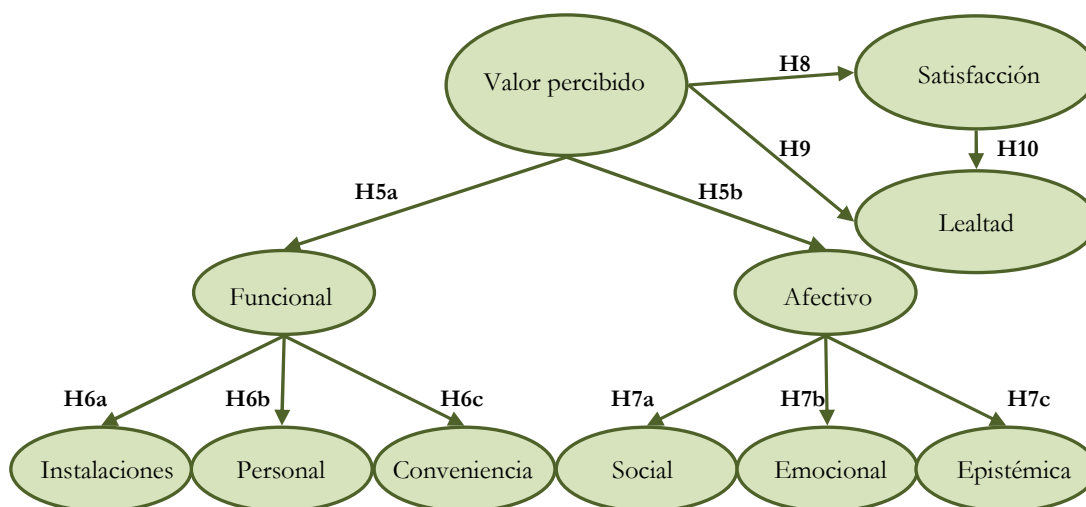 Valor percibido
H8
Satisfacción
H9
H10
Lealtad
H5a
H5b
Funcional
Afectivo
H6a
H6b
H6c
H7a
H7b
H7c
Instalaciones
Personal
Conveniencia
Social
Emocional
Epistémica